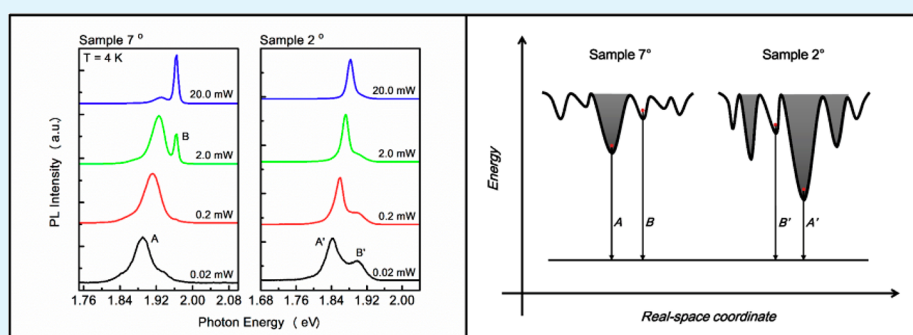 Sample 7 °
Sample 2 °
T = 4 K
20.0 mW
20.0 mW
B
2.0 mW
2.0 mW
0.2 mW
0.2 mW
A
0.02 mW
A'
B'
0.02 mW
PL Intensity ( a.u.)
1.76 1.84 1.92 2.00 2.08
1.68 1.76 1.84 1.92 2.00
Photon Energy ( eV)
Sample 7°
Sample 2°
Energy
A
B
B'
A'
Real-space coordinate